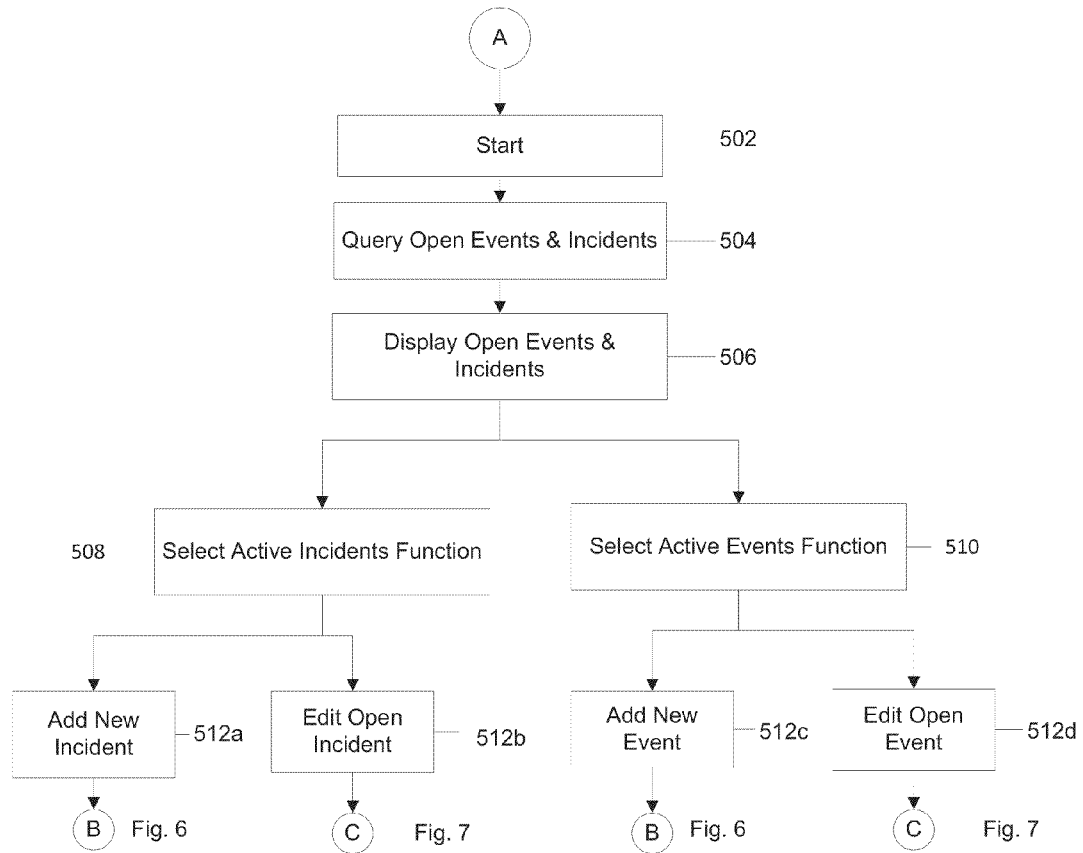 A
Start
502
Query Open Events & Incidents
504
Display Open Events &
Incidents
506
508
Select Active Incidents Function
Select Active Events Function
510
Add New
Incident
512a
Edit Open
Incident
512b
Add New
Event
512c
Edit Open
Event
512d
B
Fig. 6
C
Fig. 7
B
Fig. 6
C
Fig. 7